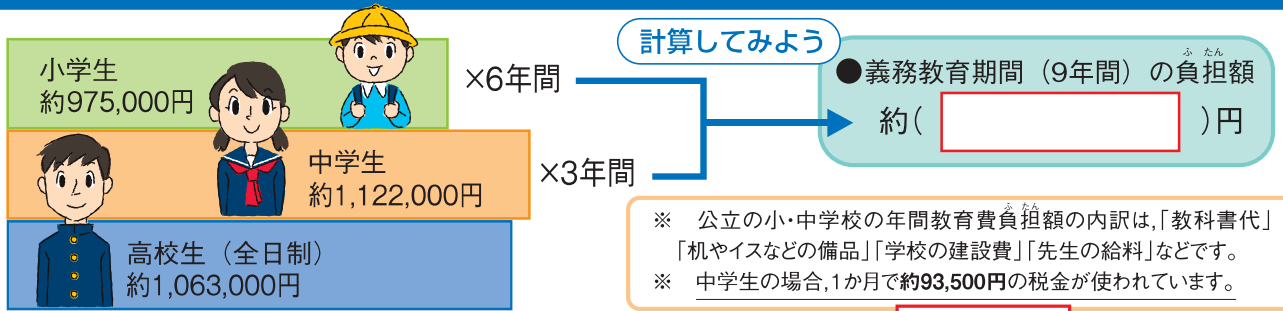 小学生
約975,000円
×6年間
中学生
約1,122,000円
×3年間
高校生（全日制）
約1,063,000円
計算してみよう
●義務教育期間（9年間）の負担額
ふ たん
約（　　　）円
※　公立の小・中学校の年間教育費負担額の内訳は，「教科書代」
ふ たん
「机やイスなどの備品」「学校の建設費」「先生の給料」などです。
※　中学生の場合，1か月で約93,500円の税金が使われています。